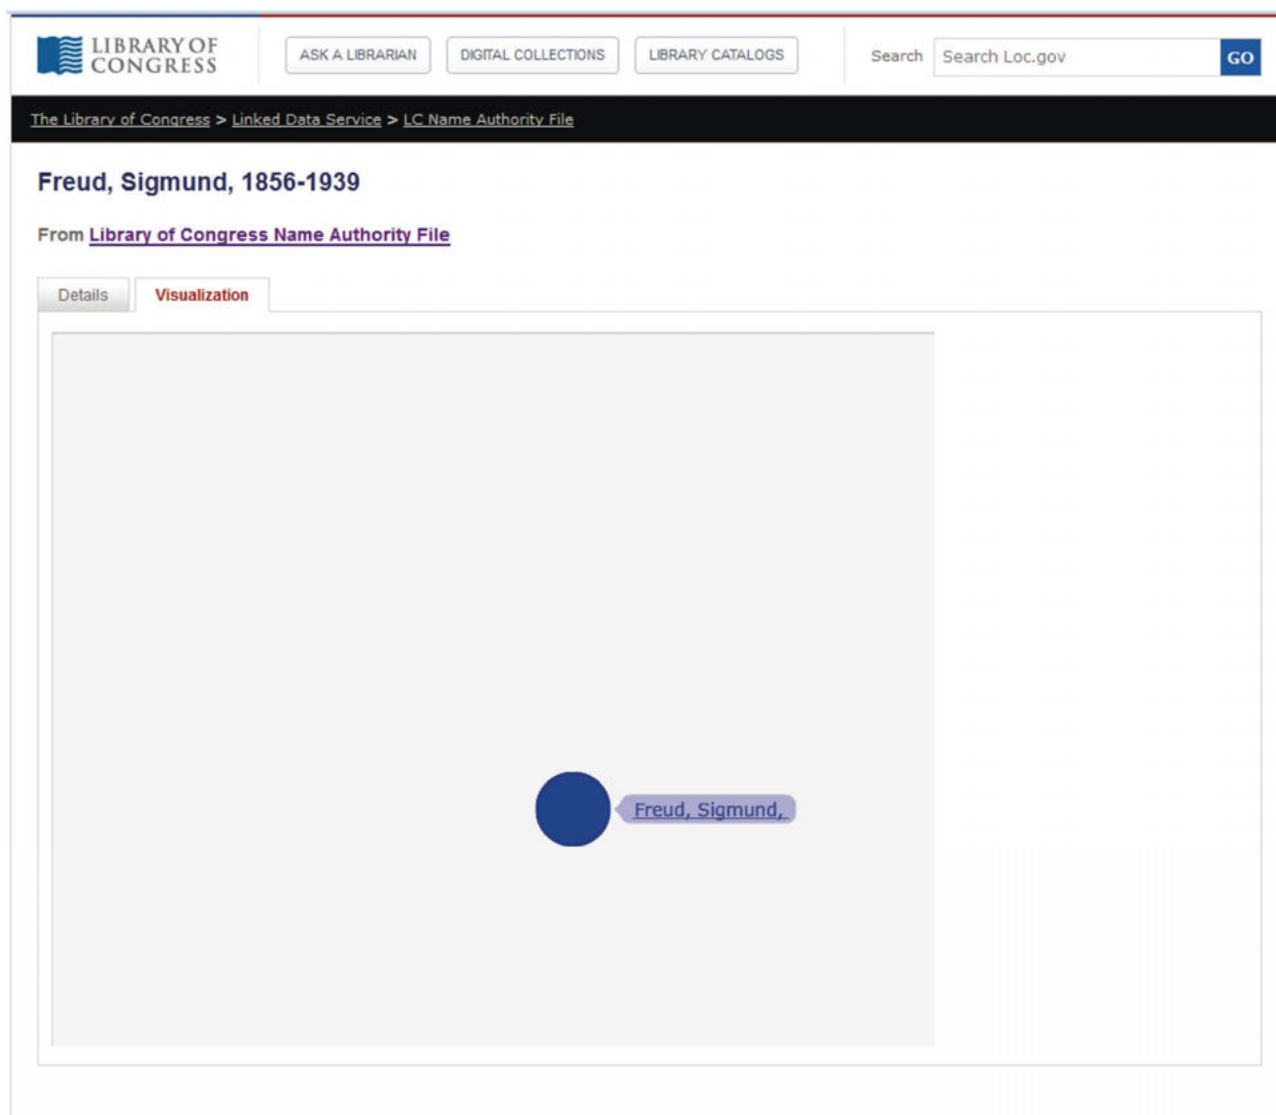 LIBRARY OF
CONGRESS
ASK A LIBRARIAN
DIGITAL COLLECTIONS
LIBRARY CATALOGS
Search
Search Loc.gov
GO
The Library of Congress > Linked Data Service > LC Name Authority File
Freud, Sigmund, 1856-1939
From Library of Congress Name Authority File
Details
Visualization
Freud, Sigmund,